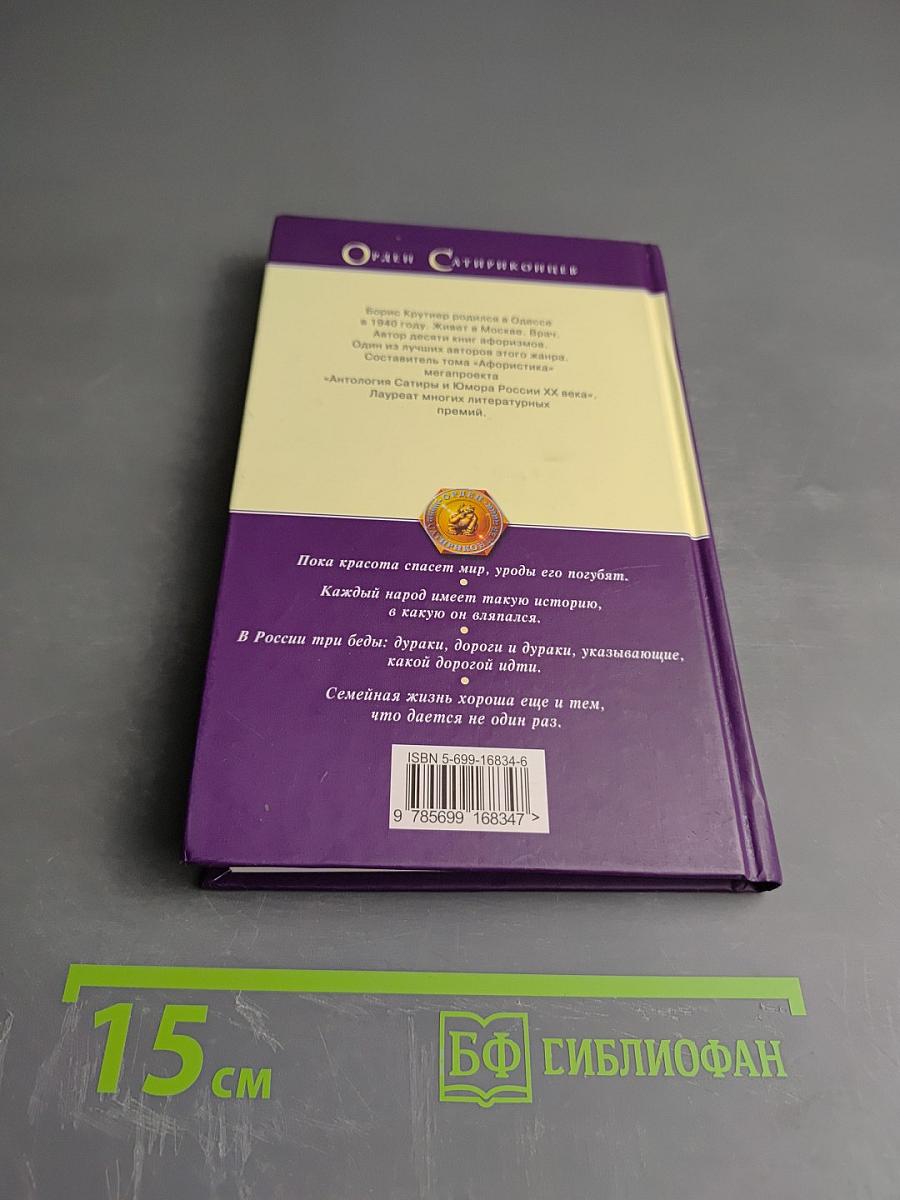 Орден Сатириконцев
Борис Крутиер родился в Одессе
в 1940 году. Живет в Москве. Врач.
Автор десяти книг афоризмов.
Один из лучших авторов этого жанра.
Составитель тома «Афористика»
мегапроекта
«Антология Сатиры и Юмора России XX века».
Лауреат многих литературных
премий.
ОРДЕН
Пока красота спасет мир, уроды его погубят.
Каждый народ имеет такую историю,
в какую он вляпался.
В России три беды: дураки, дороги и дураки, указывающие,
какой дорогой идти.
Семейная жизнь хороша еще и тем,
что дается не один раз.
ISBN 5-699-16834-6
9 785699 168347 >
15 см
БФ СИБЛИОФАН